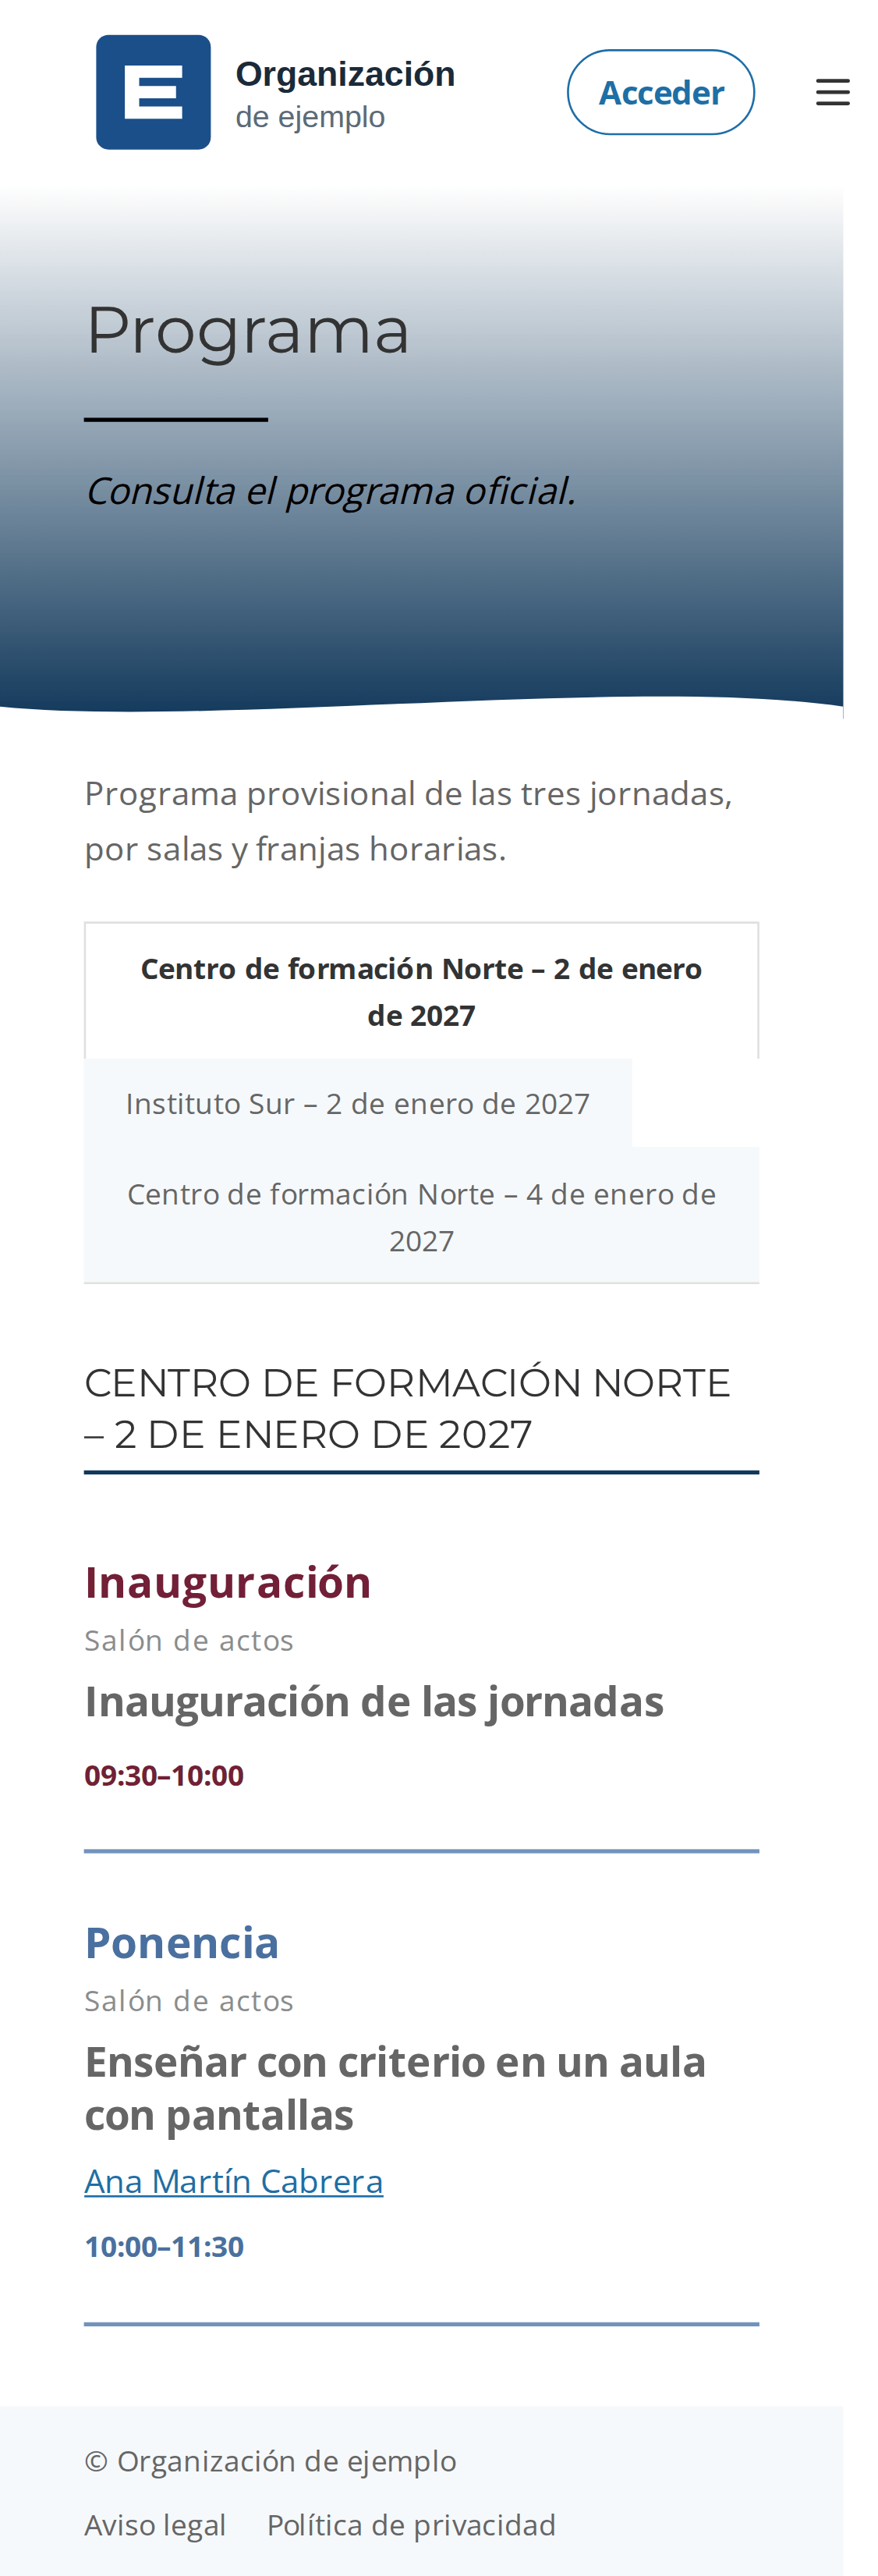 E
Organización
de ejemplo
Acceder
Programa
Consulta el programa oficial.
Programa provisional de las tres jornadas,
por salas y franjas horarias.
Centro de formación Norte – 2 de enero
de 2027
Instituto Sur – 2 de enero de 2027
Centro de formación Norte – 4 de enero de
2027
CENTRO DE FORMACIÓN NORTE
– 2 DE ENERO DE 2027
Inauguración
Salón de actos
Inauguración de las jornadas
09:30–10:00
Ponencia
Salón de actos
Enseñar con criterio en un aula
con pantallas
Ana Martín Cabrera
10:00–11:30
© Organización de ejemplo
Aviso legal Política de privacidad